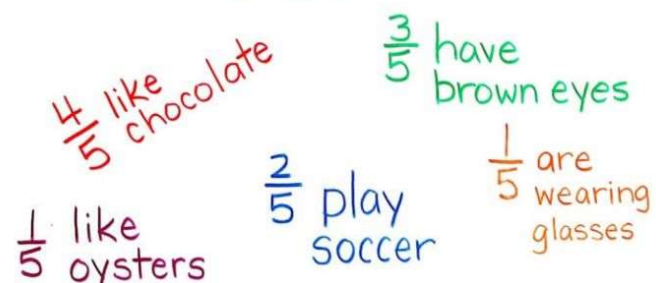 4/5 like
chocolate
3/5 have
brown eyes
1/5 like
oysters
2/5 play
soccer
1/5 are
wearing
glasses